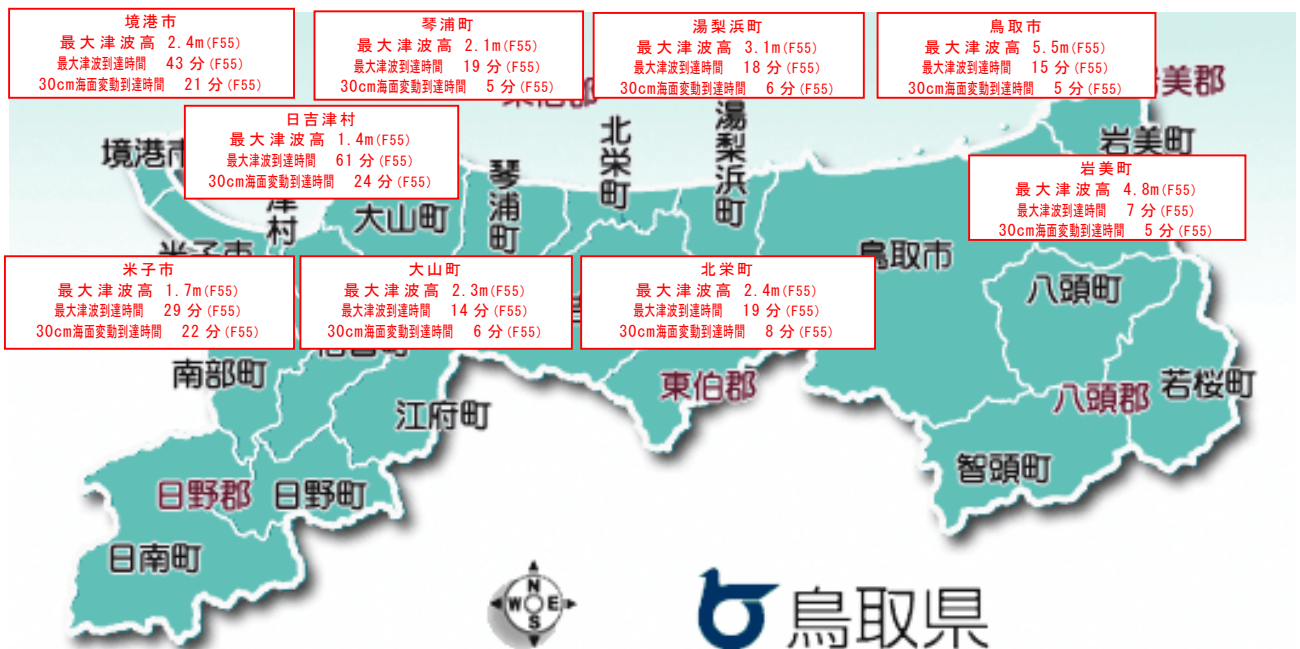 境港市
最大津波高 2.4m(F55)
最大津波到達時間 43 分(F55)
30cm海面変動到達時間 21 分(F55)
琴浦町
最大津波高 2.1m(F55)
最大津波到達時間 19 分(F55)
30cm海面変動到達時間 5 分(F55)
湯梨浜町
最大津波高 3.1m(F55)
最大津波到達時間 18 分(F55)
30cm海面変動到達時間 6 分(F55)
鳥取市
最大津波高 5.5m(F55)
最大津波到達時間 15 分(F55)
30cm海面変動到達時間 5 分(F55)
日吉津村
最大津波高 1.4m(F55)
最大津波到達時間 61 分(F55)
30cm海面変動到達時間 24 分(F55)
岩美町
最大津波高 4.8m(F55)
最大津波到達時間 7 分(F55)
30cm海面変動到達時間 5 分(F55)
米子市
最大津波高 1.7m(F55)
最大津波到達時間 29 分(F55)
30cm海面変動到達時間 22 分(F55)
大山町
最大津波高 2.3m(F55)
最大津波到達時間 14 分(F55)
30cm海面変動到達時間 6 分(F55)
北栄町
最大津波高 2.4m(F55)
最大津波到達時間 19 分(F55)
30cm海面変動到達時間 8 分(F55)
境港市
津村
米子市
大山町
琴浦町
北栄町
湯梨浜町
東伯郡
岩美郡
岩美町
鳥取市
八頭町
南部町
江府町
東伯郡
八頭郡
若桜町
智頭町
日野郡
日野町
日南町
N
W E
S
鳥取県